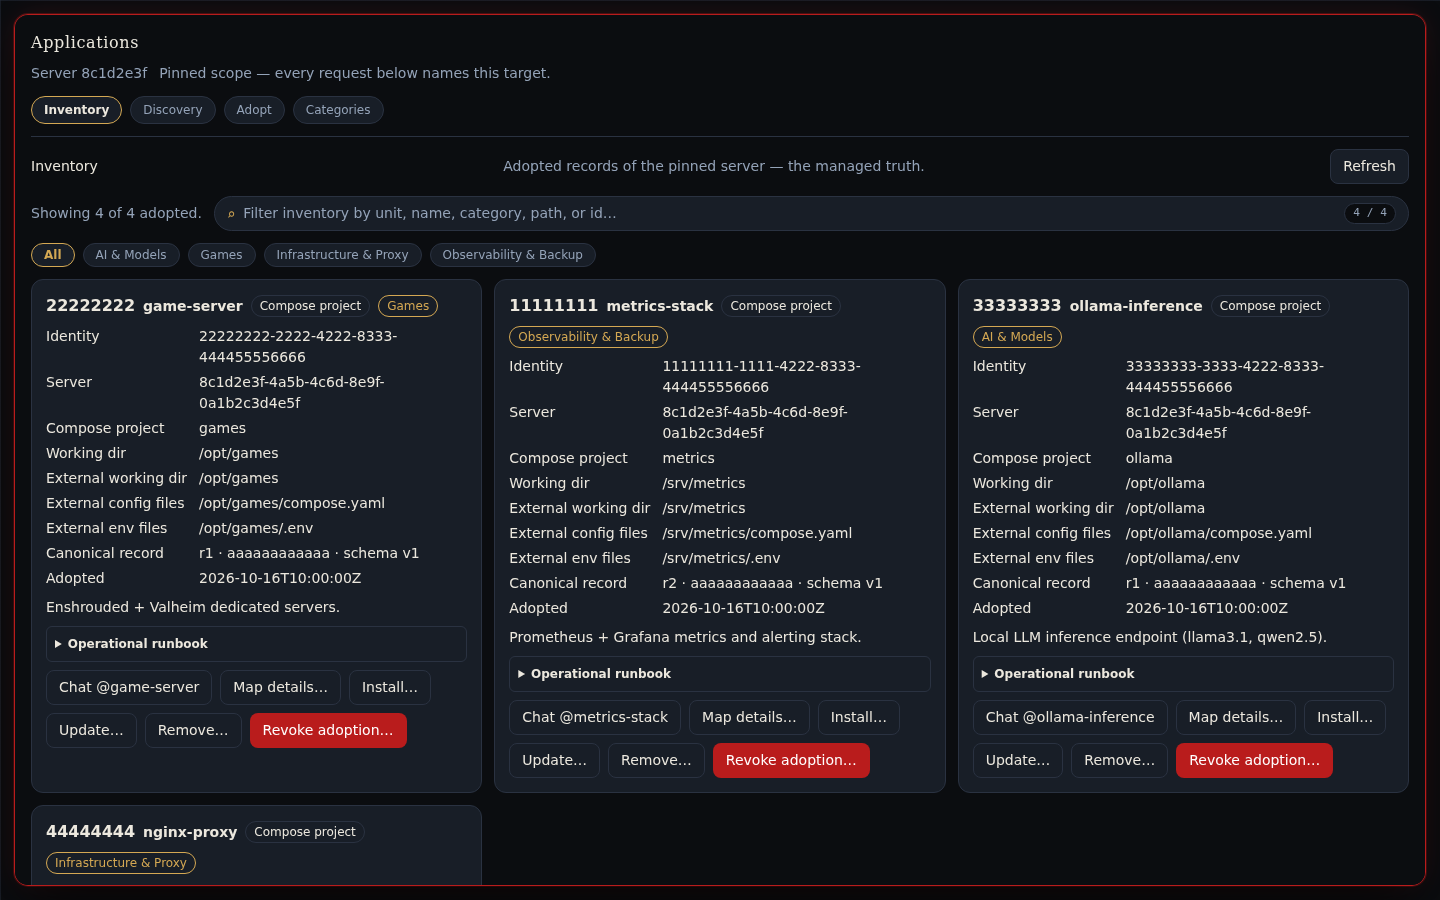 Applications
Server 8c1d2e3f Pinned scope — every request below names this target.
Inventory Discovery Adopt Categories
Inventory Adopted records of the pinned server — the managed truth. Refresh
Showing 4 of 4 adopted. Filter inventory by unit, name, category, path, or id… 4 / 4
All AI & Models Games Infrastructure & Proxy Observability & Backup
22222222 game-server Compose project Games
Identity 22222222-2222-4222-8333-
444455556666
Server 8c1d2e3f-4a5b-4c6d-8e9f-
0a1b2c3d4e5f
Compose project games
Working dir /opt/games
External working dir /opt/games
External config files /opt/games/compose.yaml
External env files /opt/games/.env
Canonical record r1 · aaaaaaaaaaaa · schema v1
Adopted 2026-10-16T10:00:00Z
Enshrouded + Valheim dedicated servers.
Operational runbook
Chat @game-server Map details… Install…
Update… Remove… Revoke adoption…
11111111 metrics-stack Compose project
Observability & Backup
Identity 11111111-1111-4222-8333-
444455556666
Server 8c1d2e3f-4a5b-4c6d-8e9f-
0a1b2c3d4e5f
Compose project metrics
Working dir /srv/metrics
External working dir /srv/metrics
External config files /srv/metrics/compose.yaml
External env files /srv/metrics/.env
Canonical record r2 · aaaaaaaaaaaa · schema v1
Adopted 2026-10-16T10:00:00Z
Prometheus + Grafana metrics and alerting stack.
Operational runbook
Chat @metrics-stack Map details… Install…
Update… Remove… Revoke adoption…
33333333 ollama-inference Compose project
AI & Models
Identity 33333333-3333-4222-8333-
444455556666
Server 8c1d2e3f-4a5b-4c6d-8e9f-
0a1b2c3d4e5f
Compose project ollama
Working dir /opt/ollama
External working dir /opt/ollama
External config files /opt/ollama/compose.yaml
External env files /opt/ollama/.env
Canonical record r1 · aaaaaaaaaaaa · schema v1
Adopted 2026-10-16T10:00:00Z
Local LLM inference endpoint (llama3.1, qwen2.5).
Operational runbook
Chat @ollama-inference Map details… Install…
Update… Remove… Revoke adoption…
44444444 nginx-proxy Compose project
Infrastructure & Proxy